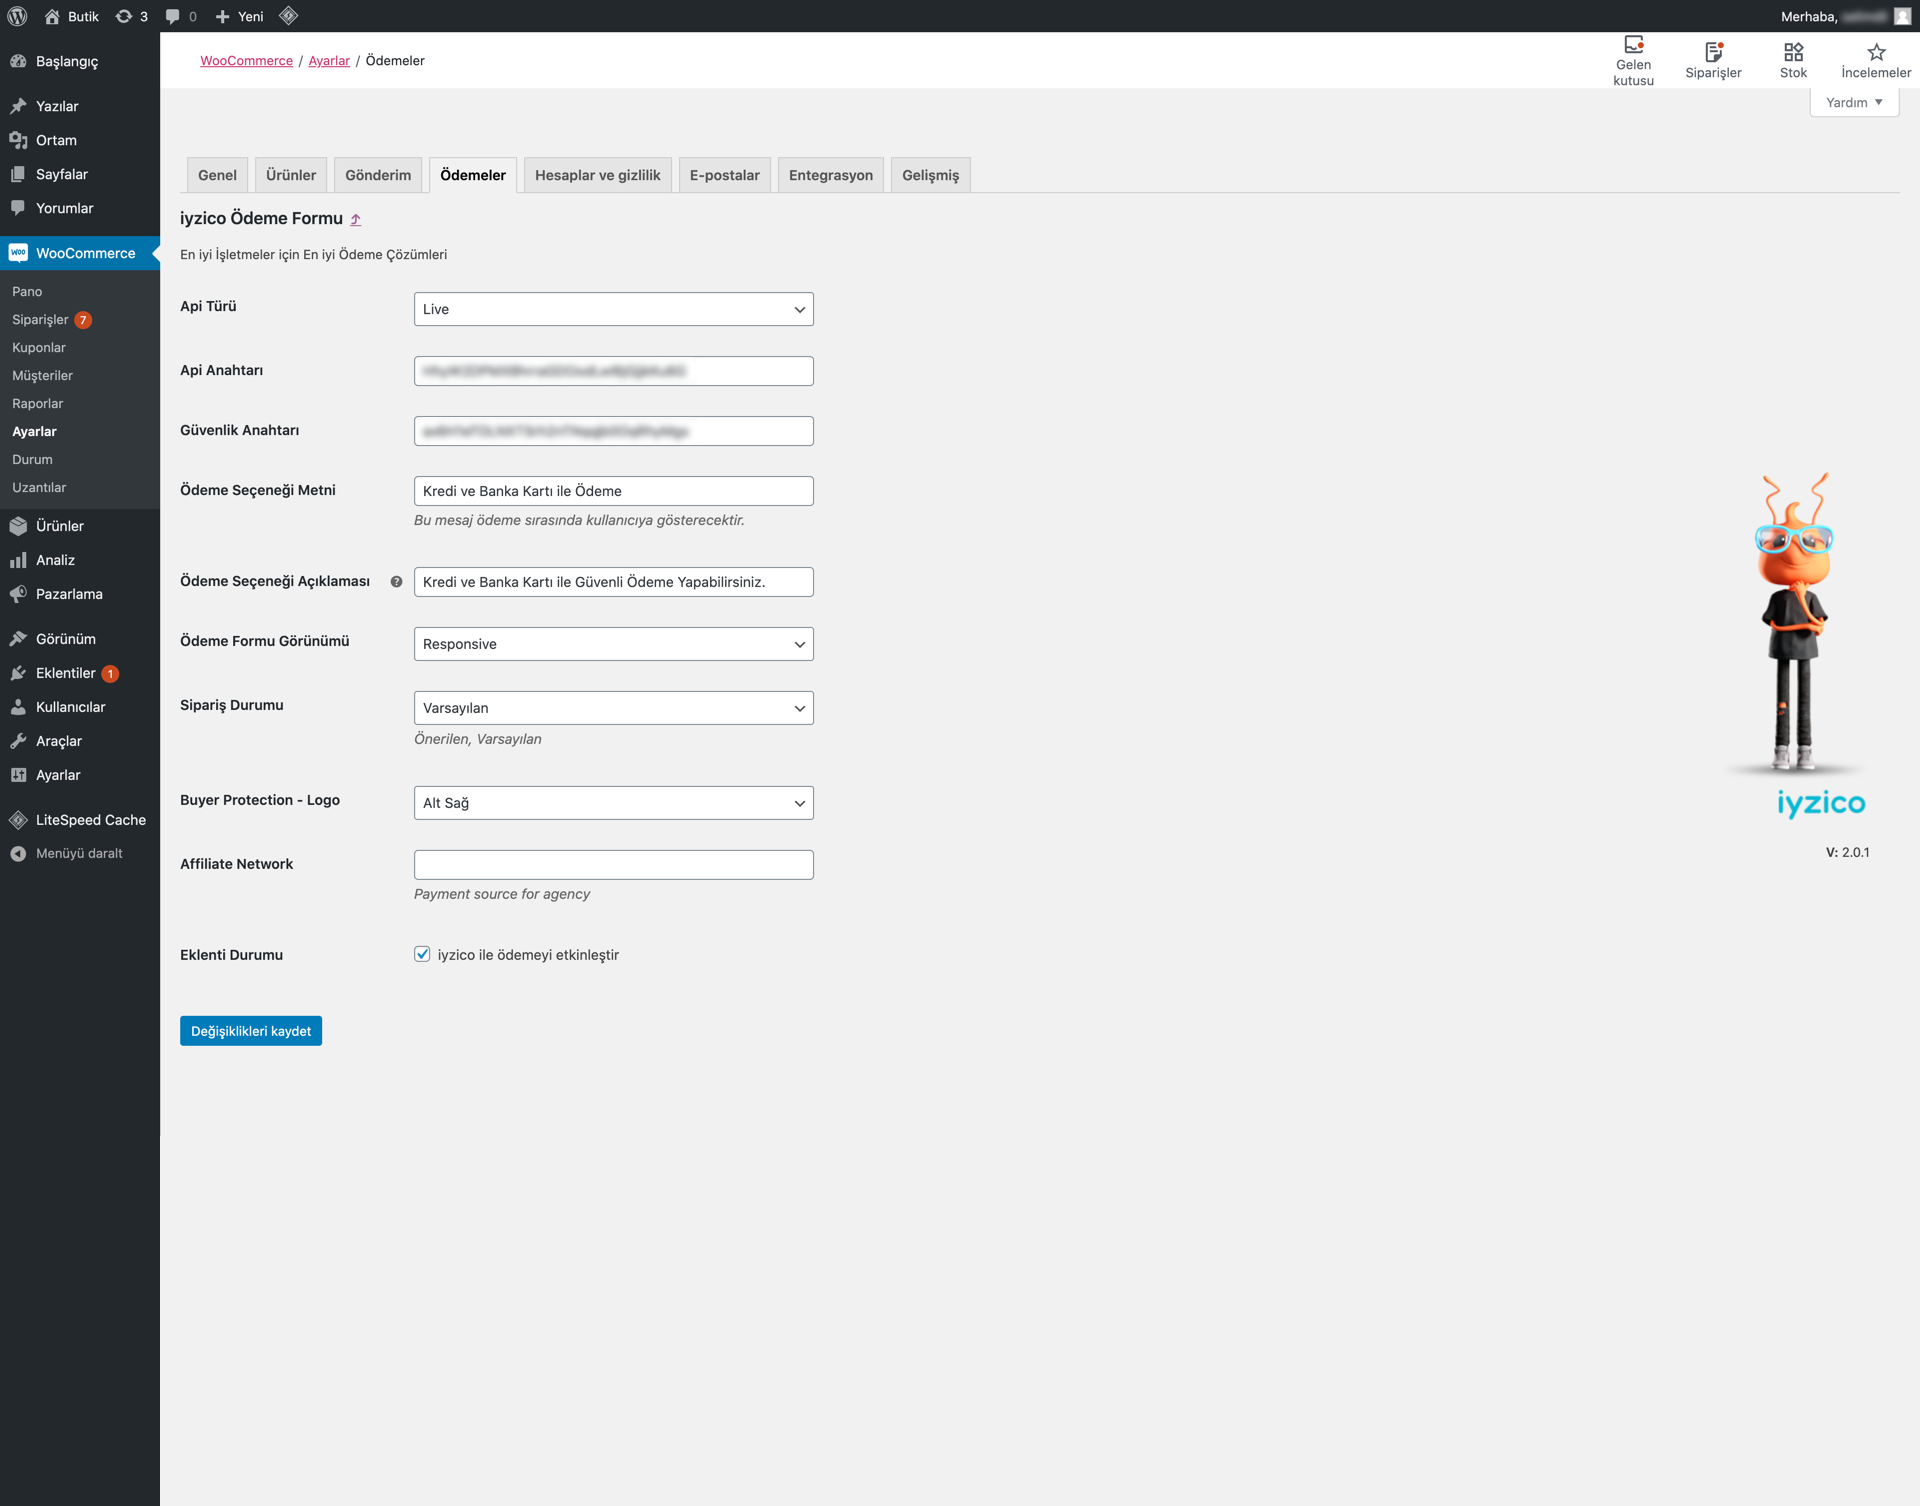 Butik 3 0 Yeni
Merhaba,
Başlangıç
Yazılar
Ortam
Sayfalar
Yorumlar
WooCommerce
Pano
Siparişler 7
Kuponlar
Müşteriler
Raporlar
Ayarlar
Durum
Uzantılar
Ürünler
Analiz
Pazarlama
Görünüm
Eklentiler 1
Kullanıcılar
Araçlar
Ayarlar
LiteSpeed Cache
Menüyü daralt
WooCommerce / Ayarlar / Ödemeler
Gelen
kutusu
Siparişler
Stok
İncelemeler
Yardım
Genel
Ürünler
Gönderim
Ödemeler
Hesaplar ve gizlilik
E-postalar
Entegrasyon
Gelişmiş
iyzico Ödeme Formu
En iyi İşletmeler için En iyi Ödeme Çözümleri
Api Türü
Live
Api Anahtarı
Güvenlik Anahtarı
Ödeme Seçeneği Metni
Kredi ve Banka Kartı ile Ödeme
Bu mesaj ödeme sırasında kullanıcıya gösterecektir.
Ödeme Seçeneği Açıklaması
Kredi ve Banka Kartı ile Güvenli Ödeme Yapabilirsiniz.
Ödeme Formu Görünümü
Responsive
Sipariş Durumu
Varsayılan
Önerilen, Varsayılan
Buyer Protection - Logo
Alt Sağ
Affiliate Network
Payment source for agency
Eklenti Durumu
iyzico ile ödemeyi etkinleştir
Değişiklikleri kaydet
iyzico
V: 2.0.1